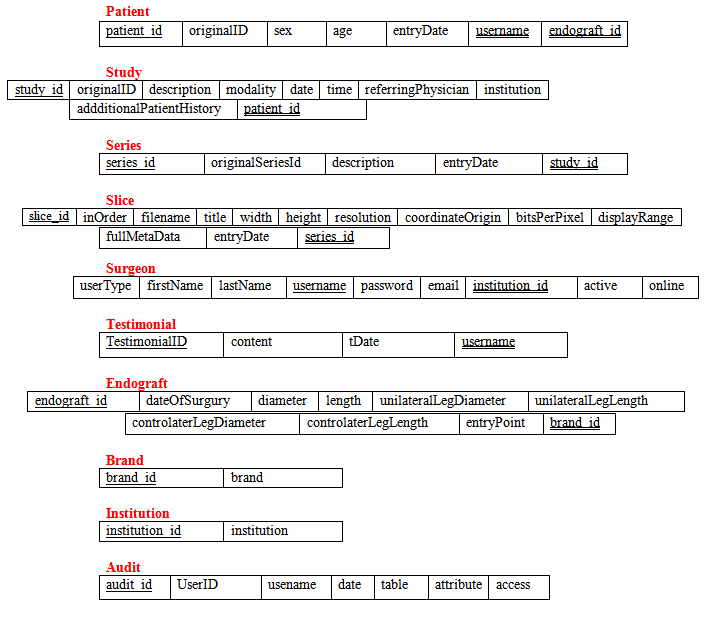 Patient
patient_id originalID sex age entryDate username endograft_id
Study
study_id originalID description modality date time referringPhysician institution
addditionalPatientHistory patient_id
Series
series_id originalSeriesId description entryDate study_id
Slice
slice_id inOrder filename title width height resolution coordinateOrigin bitsPerPixel displayRange
fullMetaData entryDate series_id
Surgeon
userType firstName lastName username password email institution_id active online
Testimonial
TestimonialID content tDate username
Endograft
endograft_id dateOfSurgury diameter length unilateralLegDiameter unilateralLegLength
controlaterLegDiameter controlaterLegLength entryPoint brand_id
Brand
brand_id brand
Institution
institution_id institution
Audit
audit_id UserID usename date table attribute access